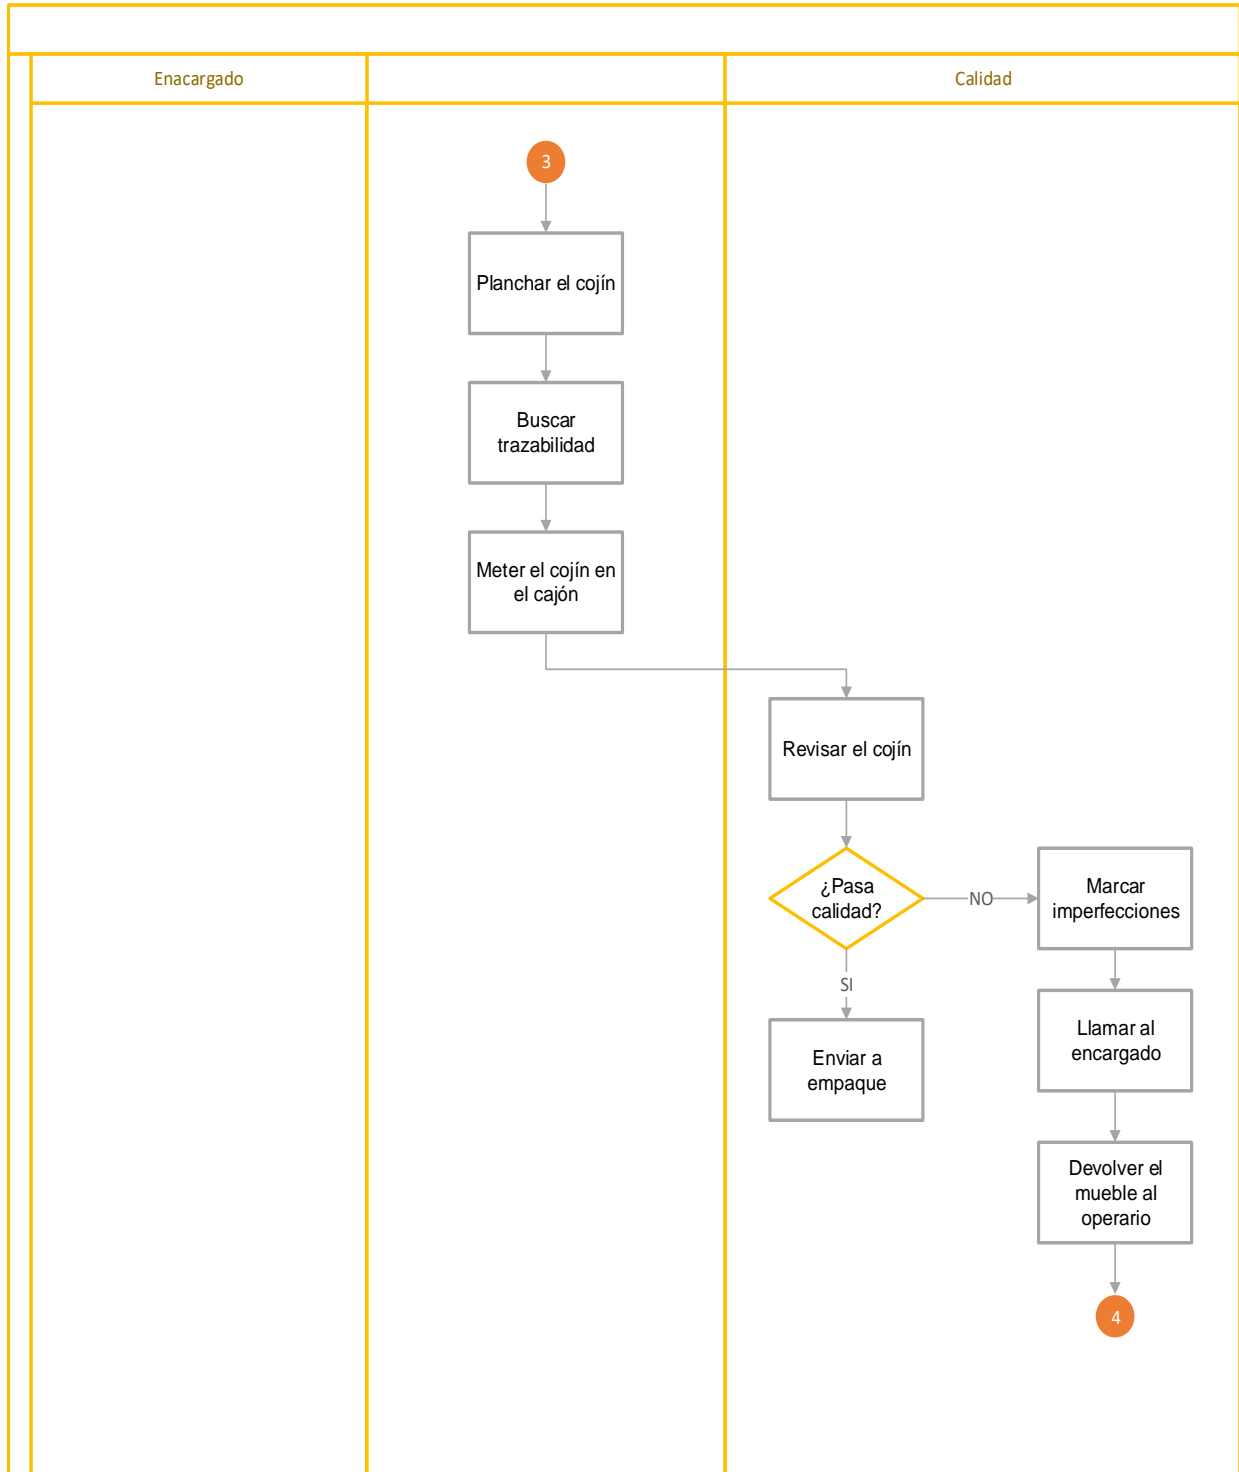 Enacargado
Calidad
3
Planchar el cojín
Buscar
trazabilidad
Meter el cojín en
el cajón
Revisar el cojín
¿Pasa
calidad?
NO
Marcar
imperfecciones
SI
Llamar al
encargado
Enviar a
empaque
Devolver el
mueble al
operario
4